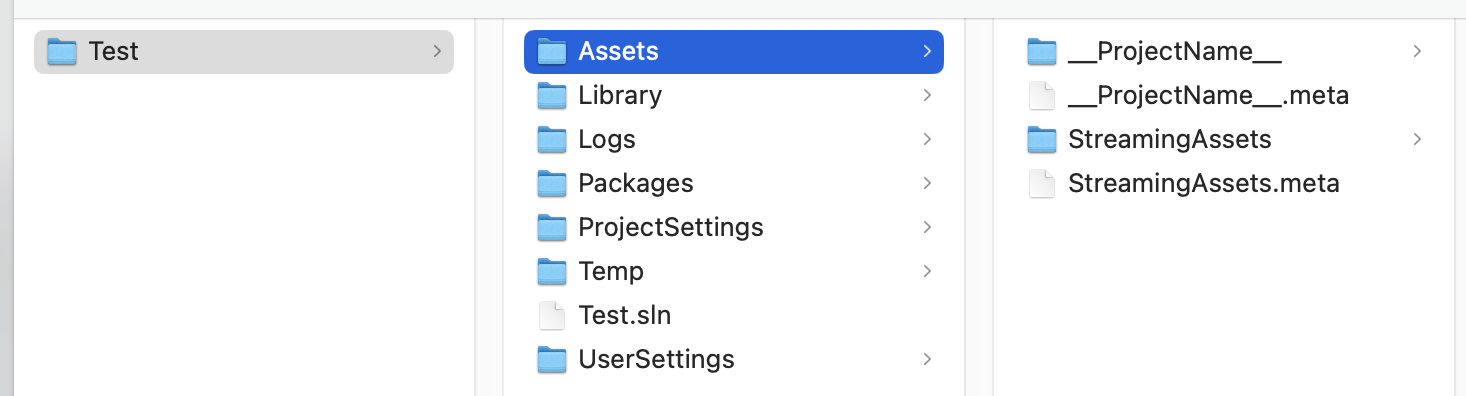 Test
Assets
Library
Logs
Packages
ProjectSettings
Temp
Test.sln
UserSettings
__ProjectName__
__ProjectName__.meta
StreamingAssets
StreamingAssets.meta